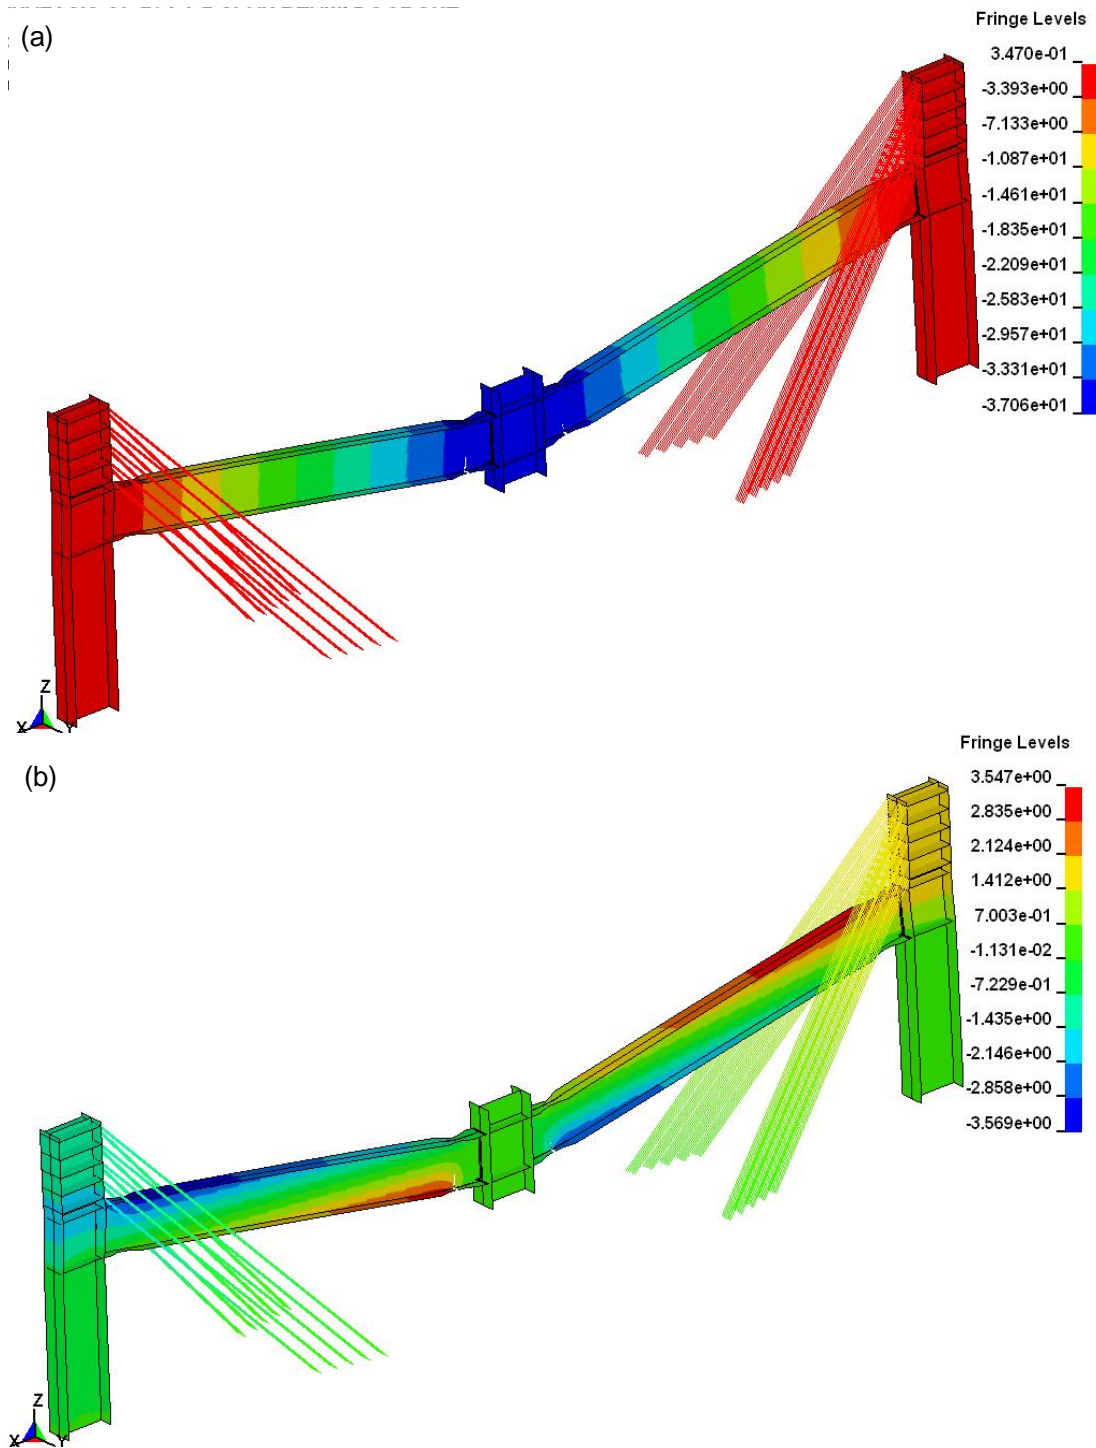 (a)
Fringe Levels
3.470e-01
-3.393e+00
-7.133e+00
-1.087e+01
-1.461e+01
-1.835e+01
-2.209e+01
-2.583e+01
-2.957e+01
-3.331e+01
-3.706e+01
Z
X
Y
(b)
Fringe Levels
3.547e+00
2.835e+00
2.124e+00
1.412e+00
7.003e-01
-1.131e-02
-7.229e-01
-1.435e+00
-2.146e+00
-2.858e+00
-3.569e+00
Z
X
Y